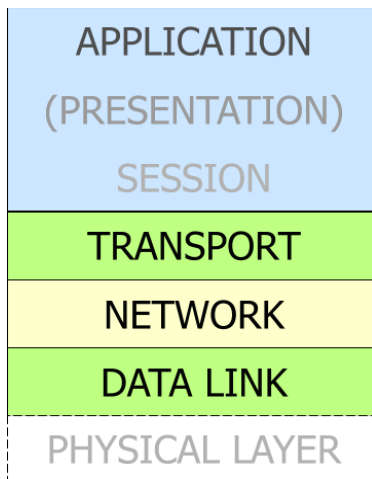 APPLICATION
(PRESENTATION)
SESSION
TRANSPORT
NETWORK
DATA LINK
PHYSICAL LAYER